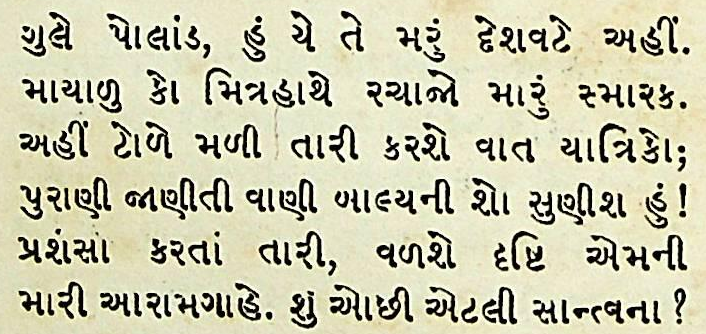 ગુલે પોલાંડ, હું યે તે મરું દેશવટે અહીં.
માયાળુ કો મિત્રહાથે રચાજો મારું સ્મારક.
અહીં ટોળે મળી તારી કરશે વાત યાત્રિકો;
પુરાણી જાણીતી વાણી બાલ્યની શો સુણીશ હું!
પ્રશંસા કરતાં તારી, વળશે દૃષ્ટિ એમની
મારી આરામગાહે. શું ઓછી એટલી સાન્ત્વના?